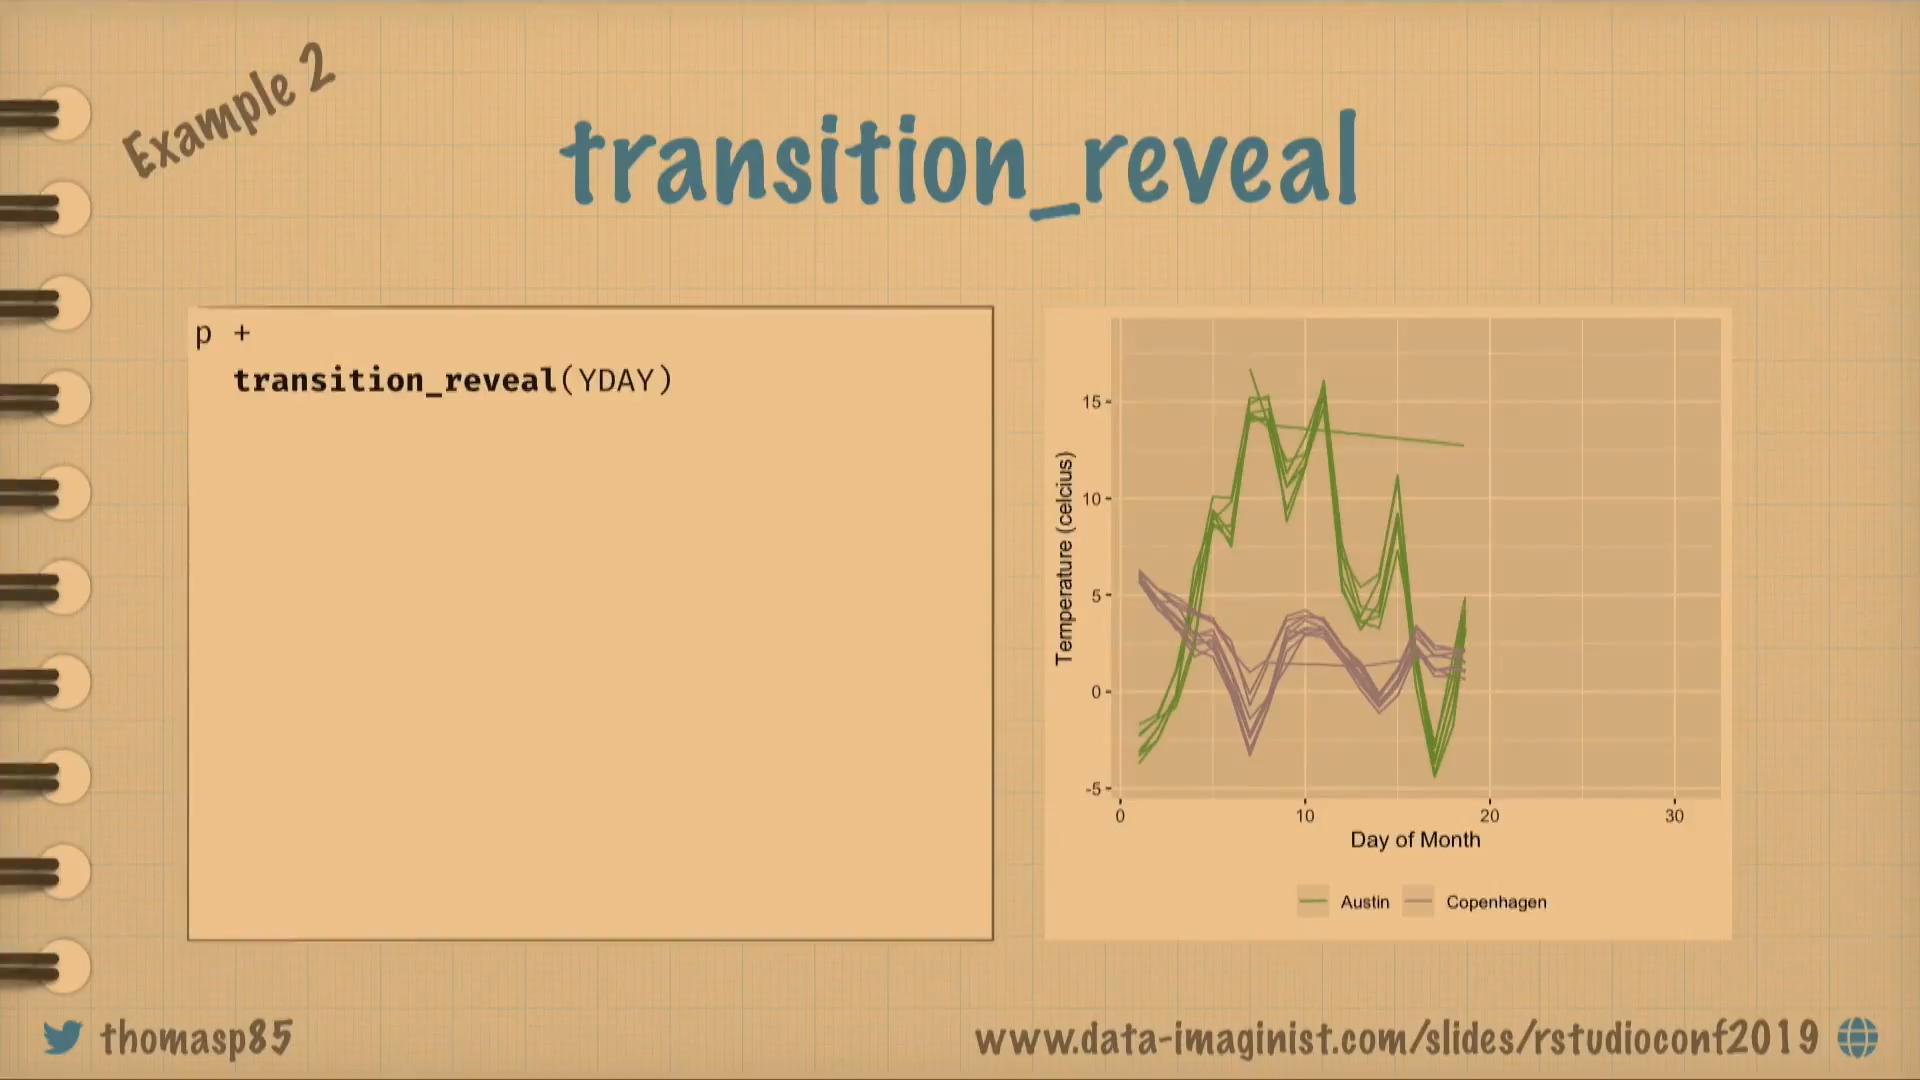 Example 2
transition_reveal
p +
transition_reveal(YDAY)
15
10
5
0
-5
Temperature (celcius)
0 10 20 30
Day of Month
Austin Copenhagen
thomasp85
www.data-imaginist.com/slides/rstudioconf2019